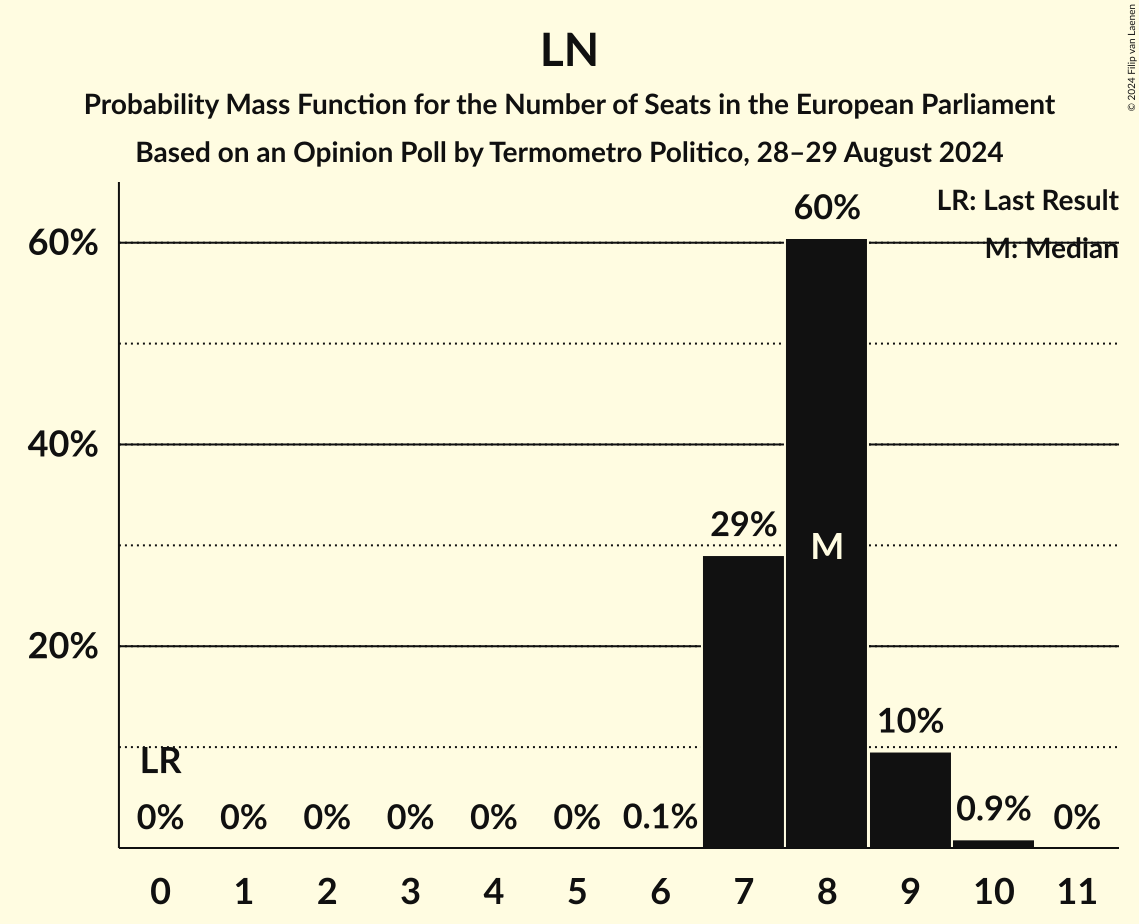 LN
Probability Mass Function for the Number of Seats in the European Parliament
Based on an Opinion Poll by Termometro Politico, 28–29 August 2024
© 2024 Filip van Laenen
LR: Last Result
M: Median
60%
40%
20%
60%
29%
M
10%
LR
0% 0% 0% 0% 0% 0% 0.1% 0.9% 0%
0 1 2 3 4 5 6 7 8 9 10 11